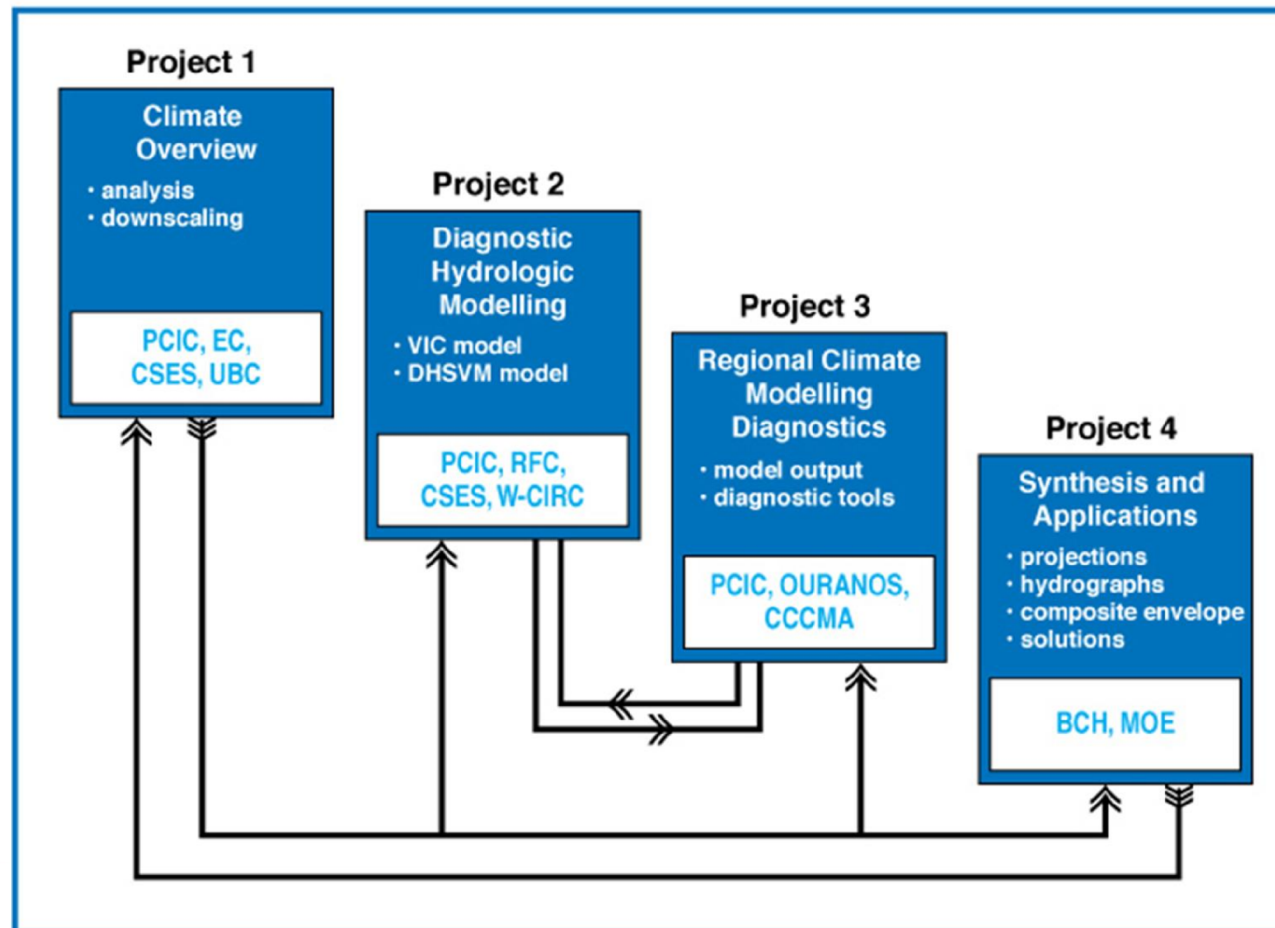 Project 1
Climate
Overview
· analysis
· downscaling
PCIC, EC,
CSES, UBC
Project 2
Diagnostic
Hydrologic
Modelling
· VIC model
· DHSVM model
PCIC, RFC,
CSES, W-CIRC
Project 3
Regional Climate
Modelling
Diagnostics
· model output
· diagnostic tools
PCIC, OURANOS,
CCCMA
Project 4
Synthesis and
Applications
· projections
· hydrographs
· composite envelope
· solutions
BCH, MOE